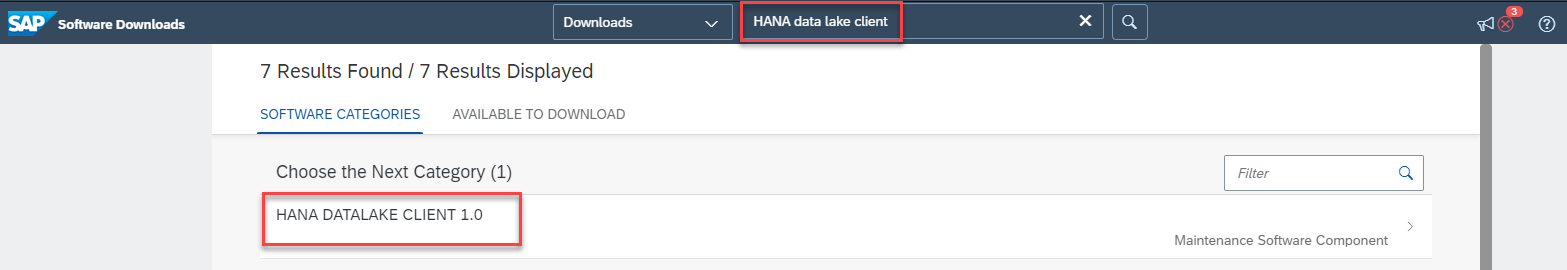 SAP Software Downloads Downloads HANA data lake client 3
7 Results Found / 7 Results Displayed
SOFTWARE CATEGORIES AVAILABLE TO DOWNLOAD
Choose the Next Category (1) Filter
HANA DATALAKE CLIENT 1.0
Maintenance Software Component